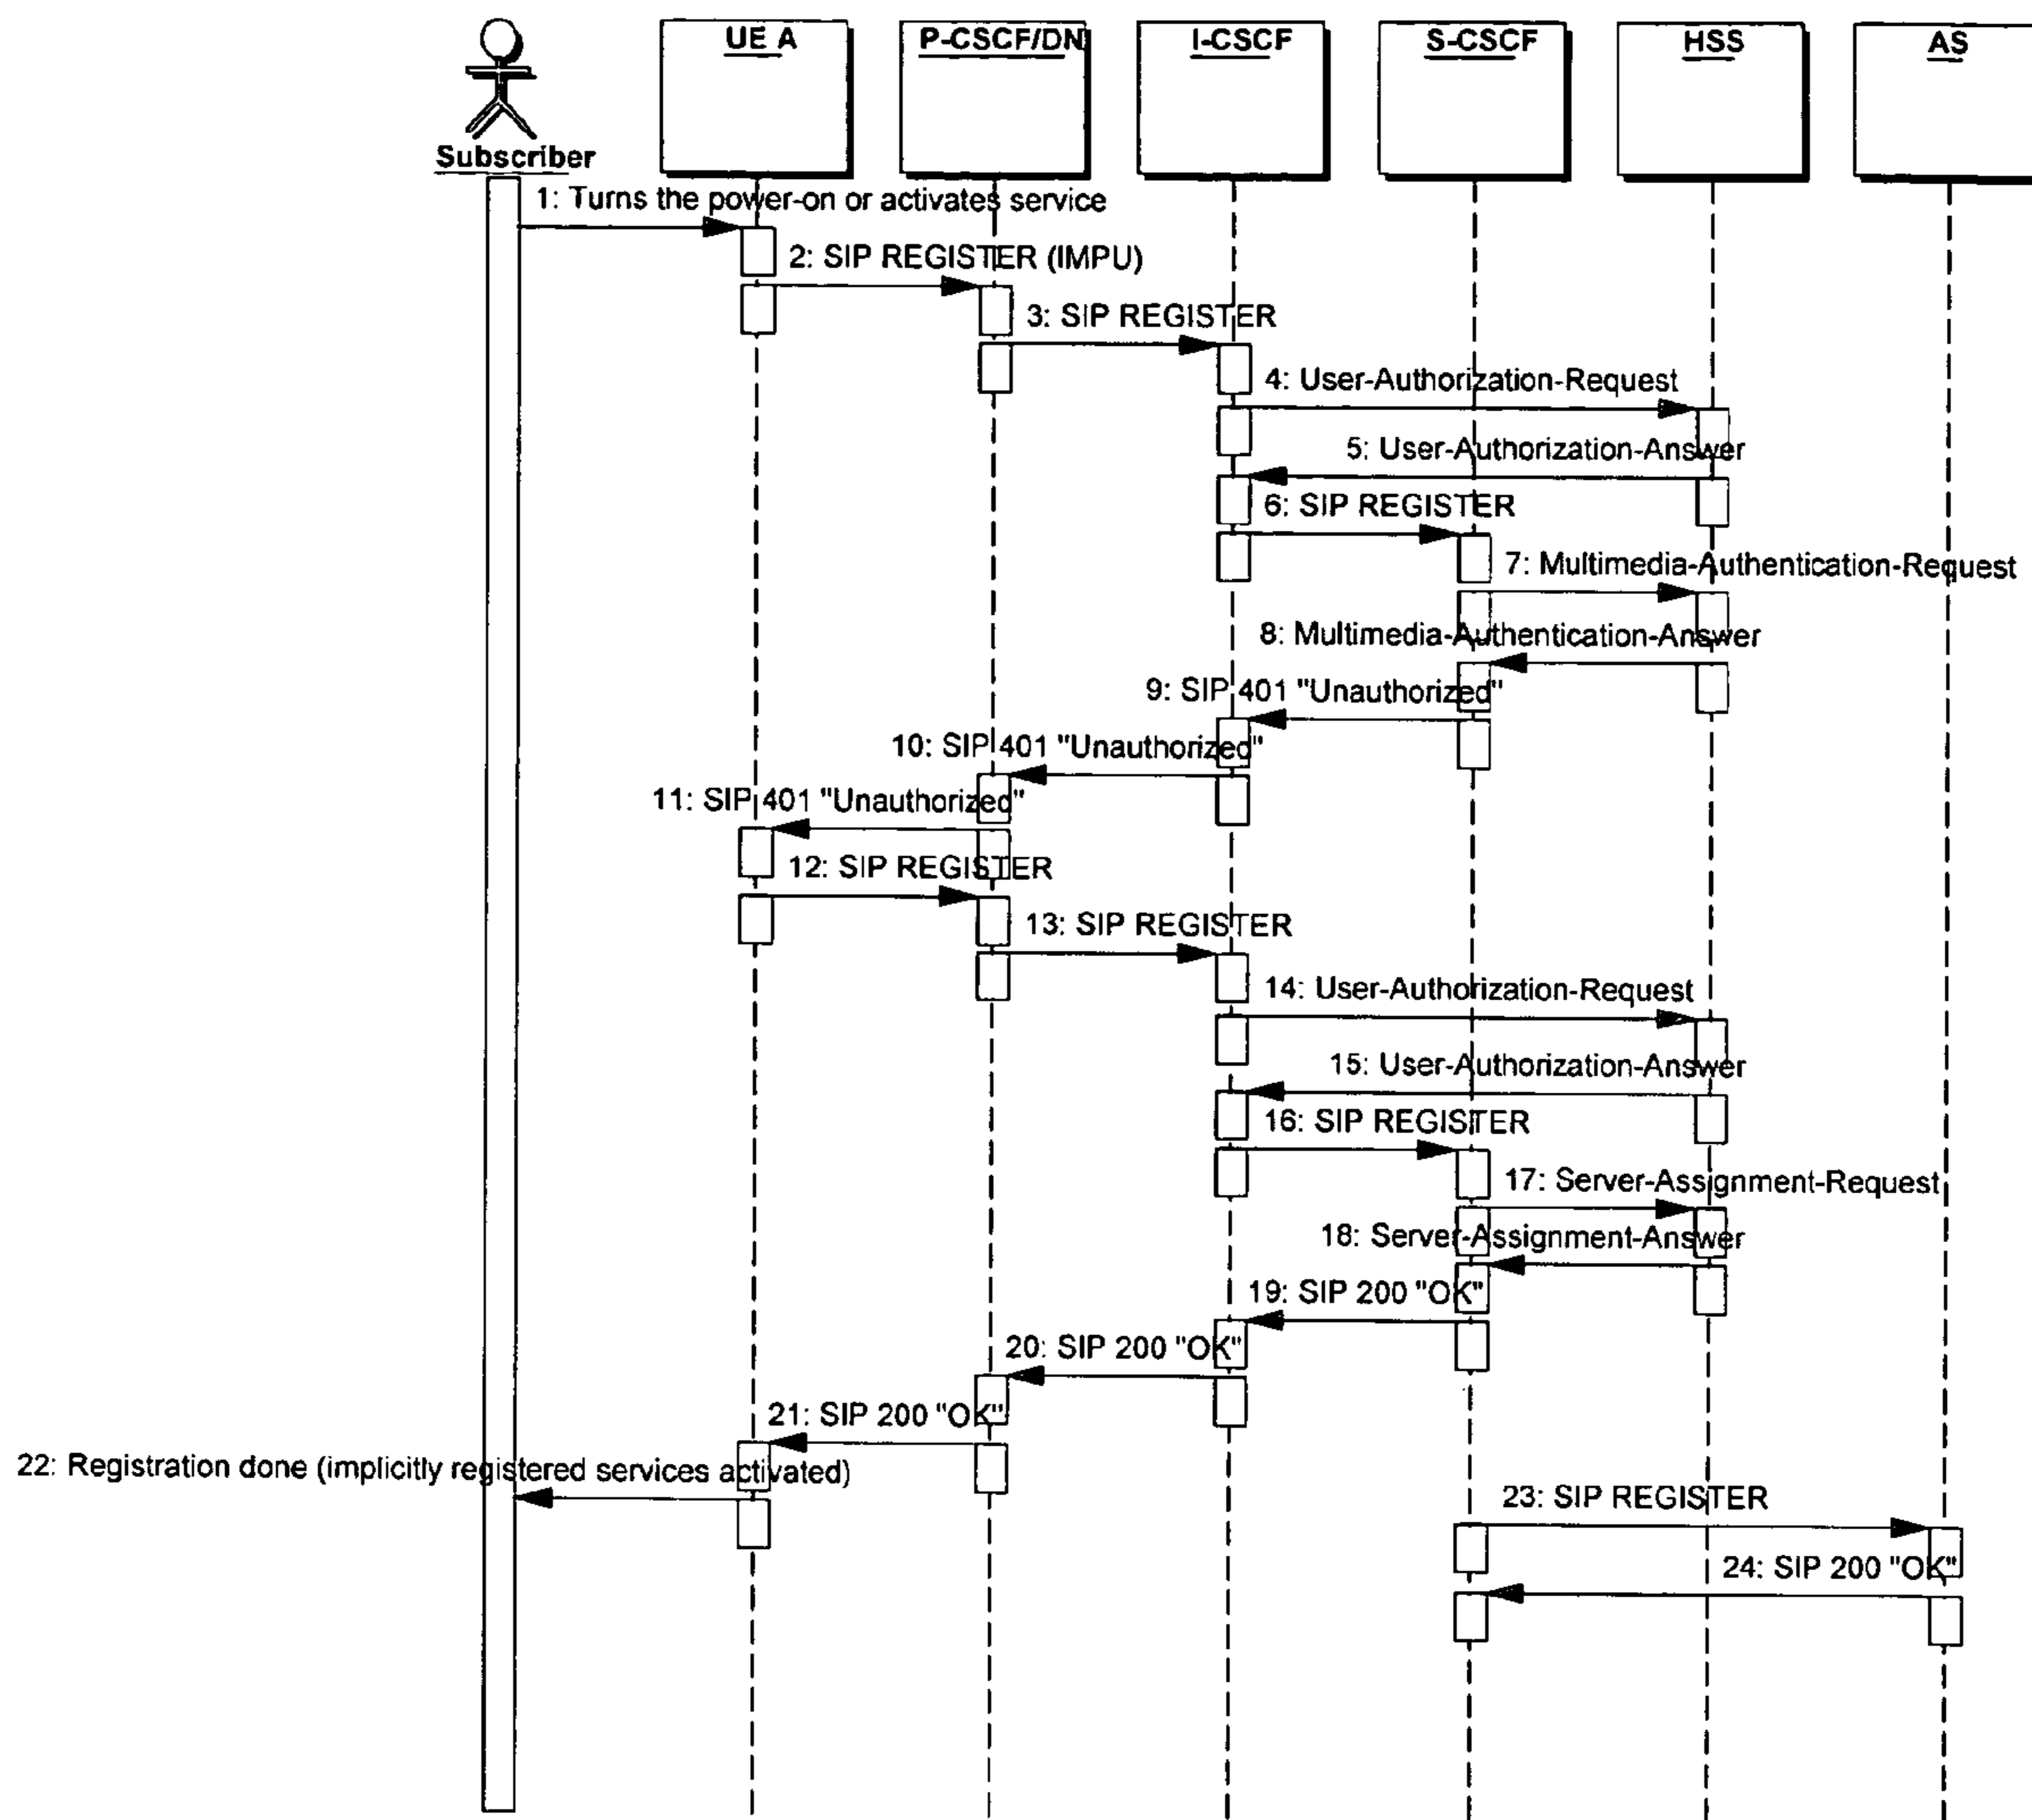 UE A
P-CSCF/DN
I-CSCF
S-CSCF
HSS
AS
Subscriber
1: Turns the power-on or activates service
2: SIP REGISTER (IMPU)
3: SIP REGISTER
4: User-Authorization-Request
5: User-Authorization-Answer
6: SIP REGISTER
7: Multimedia-Authentication-Request
8: Multimedia-Authentication-Answer
9: SIP 401 "Unauthorized"
10: SIP 401 "Unauthorized"
11: SIP 401 "Unauthorized"
12: SIP REGISTER
13: SIP REGISTER
14: User-Authorization-Request
15: User-Authorization-Answer
16: SIP REGISTER
17: Server-Assignment-Request
18: Server-Assignment-Answer
19: SIP 200 "OK"
20: SIP 200 "OK"
21: SIP 200 "OK"
22: Registration done (implicitly registered services activated)
23: SIP REGISTER
24: SIP 200 "OK"